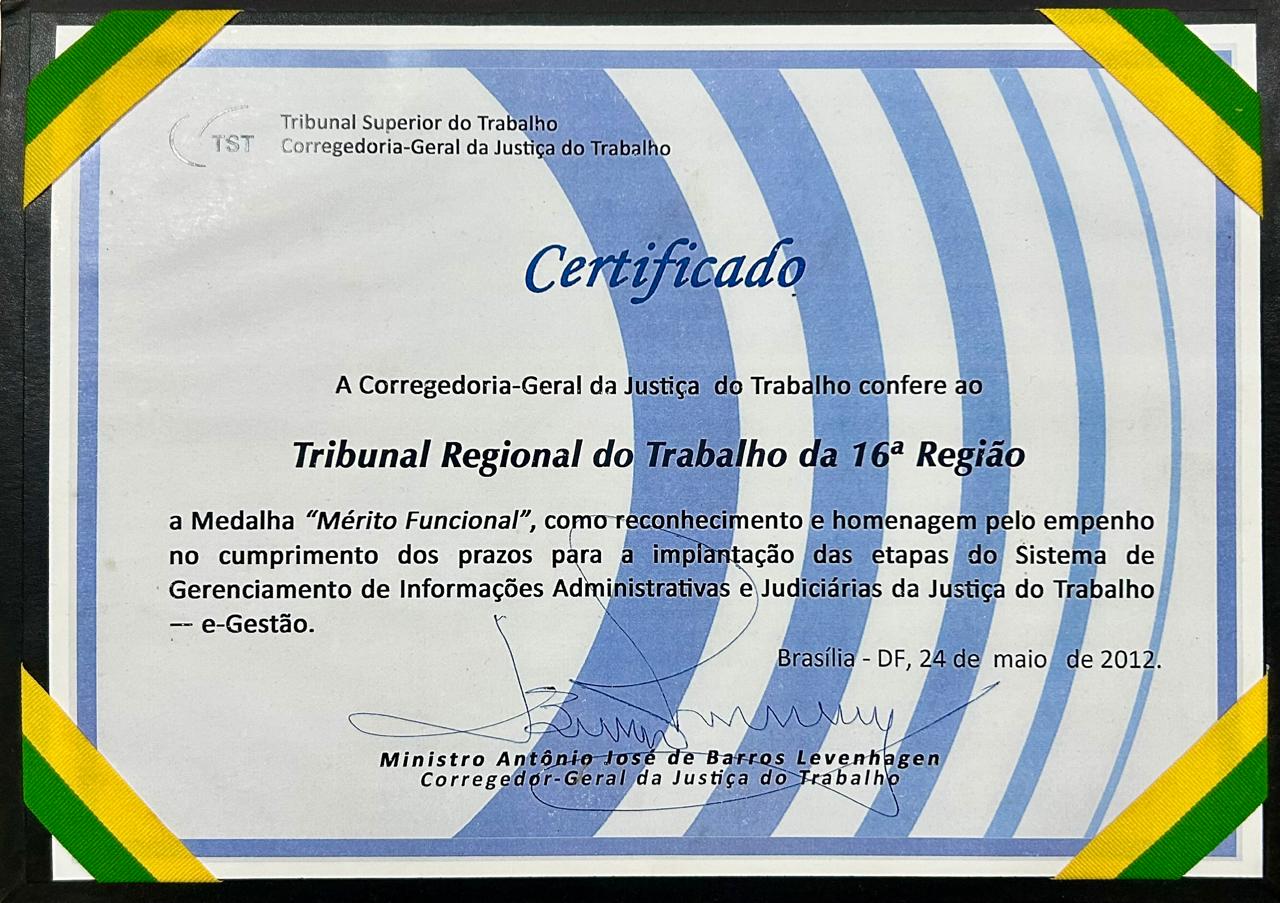 TST
Tribunal Superior do Trabalho
Corregedoria-Geral da Justiça do Trabalho
Certificado
A Corregedoria-Geral da Justiça do Trabalho confere ao
Tribunal Regional do Trabalho da 16ª Região
a Medalha “Mérito Funcional”, como reconhecimento e homenagem pelo empenho
no cumprimento dos prazos para a implantação das etapas do Sistema de
Gerenciamento de Informações Administrativas e Judiciárias da Justiça do Trabalho
— e-Gestão.
Brasília - DF, 24 de maio de 2012.
Ministro Antônio José de Barros Levenhagen
Corregedor-Geral da Justiça do Trabalho